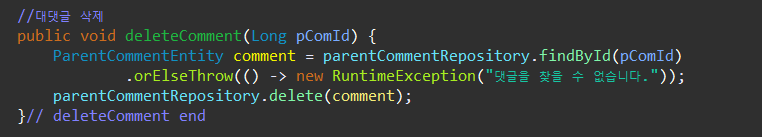 //대댓글 삭제
public void deleteComment(Long pComId) {
ParentCommentEntity comment = parentCommentRepository.findById(pComId)
.orElseThrow(() -> new RuntimeException("댓글을 찾을 수 없습니다."));
parentCommentRepository.delete(comment);
}// deleteComment end